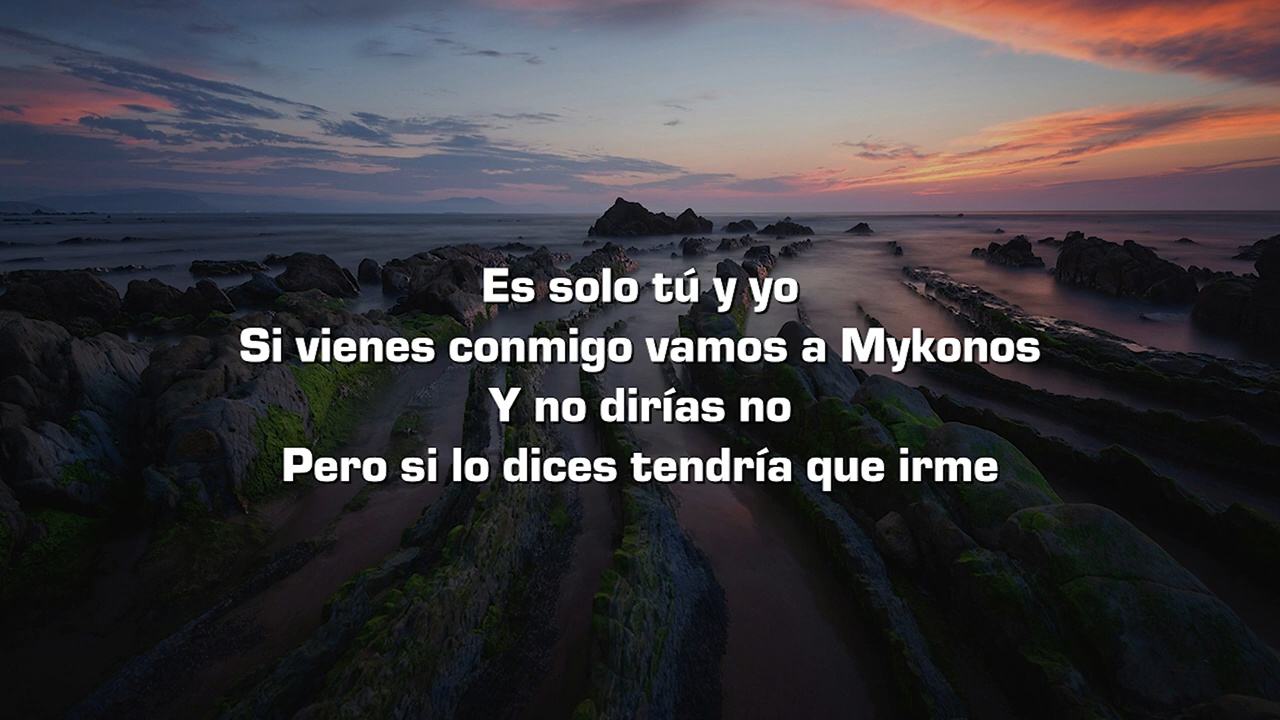 Es solo tú y yo
Si vienes conmigo vamos a Mykonos
Y no dirías no
Pero si lo dices tendría que irme